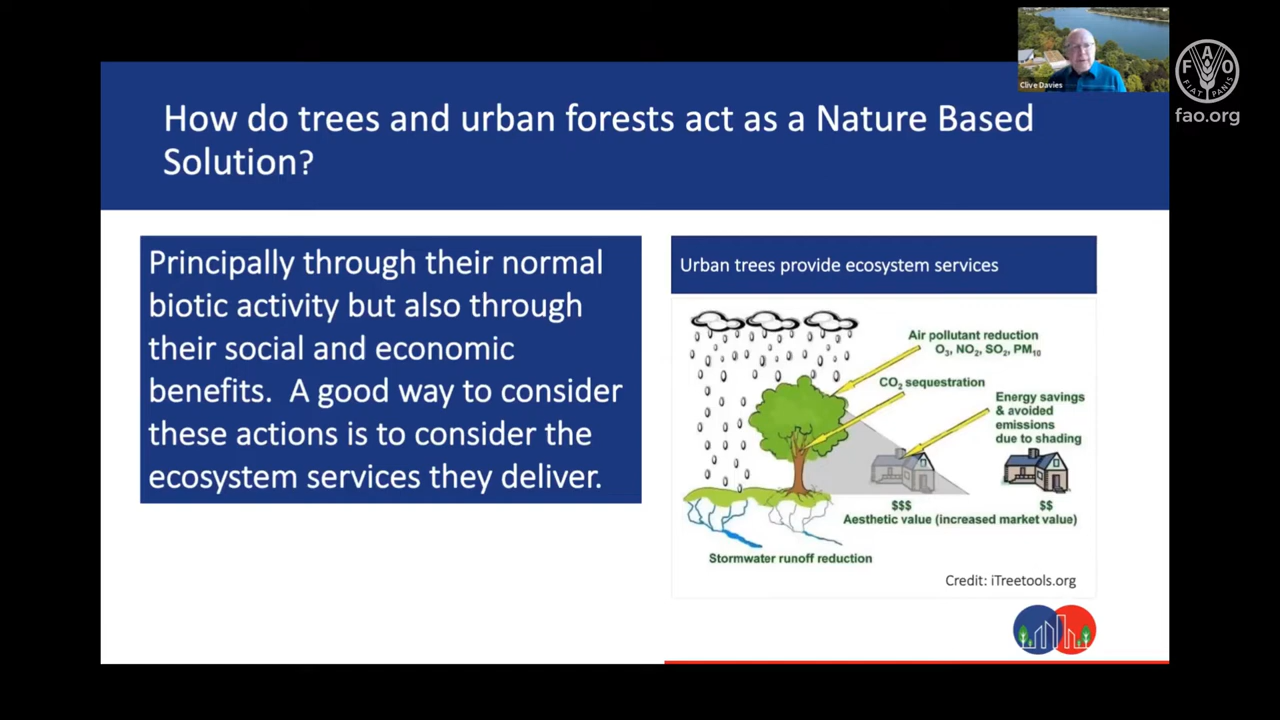 How do trees and urban forests act as a Nature Based
Solution?
Clive Davies
F A O
FIAT PANIS
fao.org
Principally through their normal
biotic activity but also through
their social and economic
benefits.  A good way to consider
these actions is to consider the
ecosystem services they deliver.
Urban trees provide ecosystem services
Air pollutant reduction
O₃, NO₂, SO₂, PM₁₀
CO₂ sequestration
Energy savings
& avoided
emissions
due to shading
$$$
$$
Aesthetic value (increased market value)
Stormwater runoff reduction
Credit: iTreetools.org